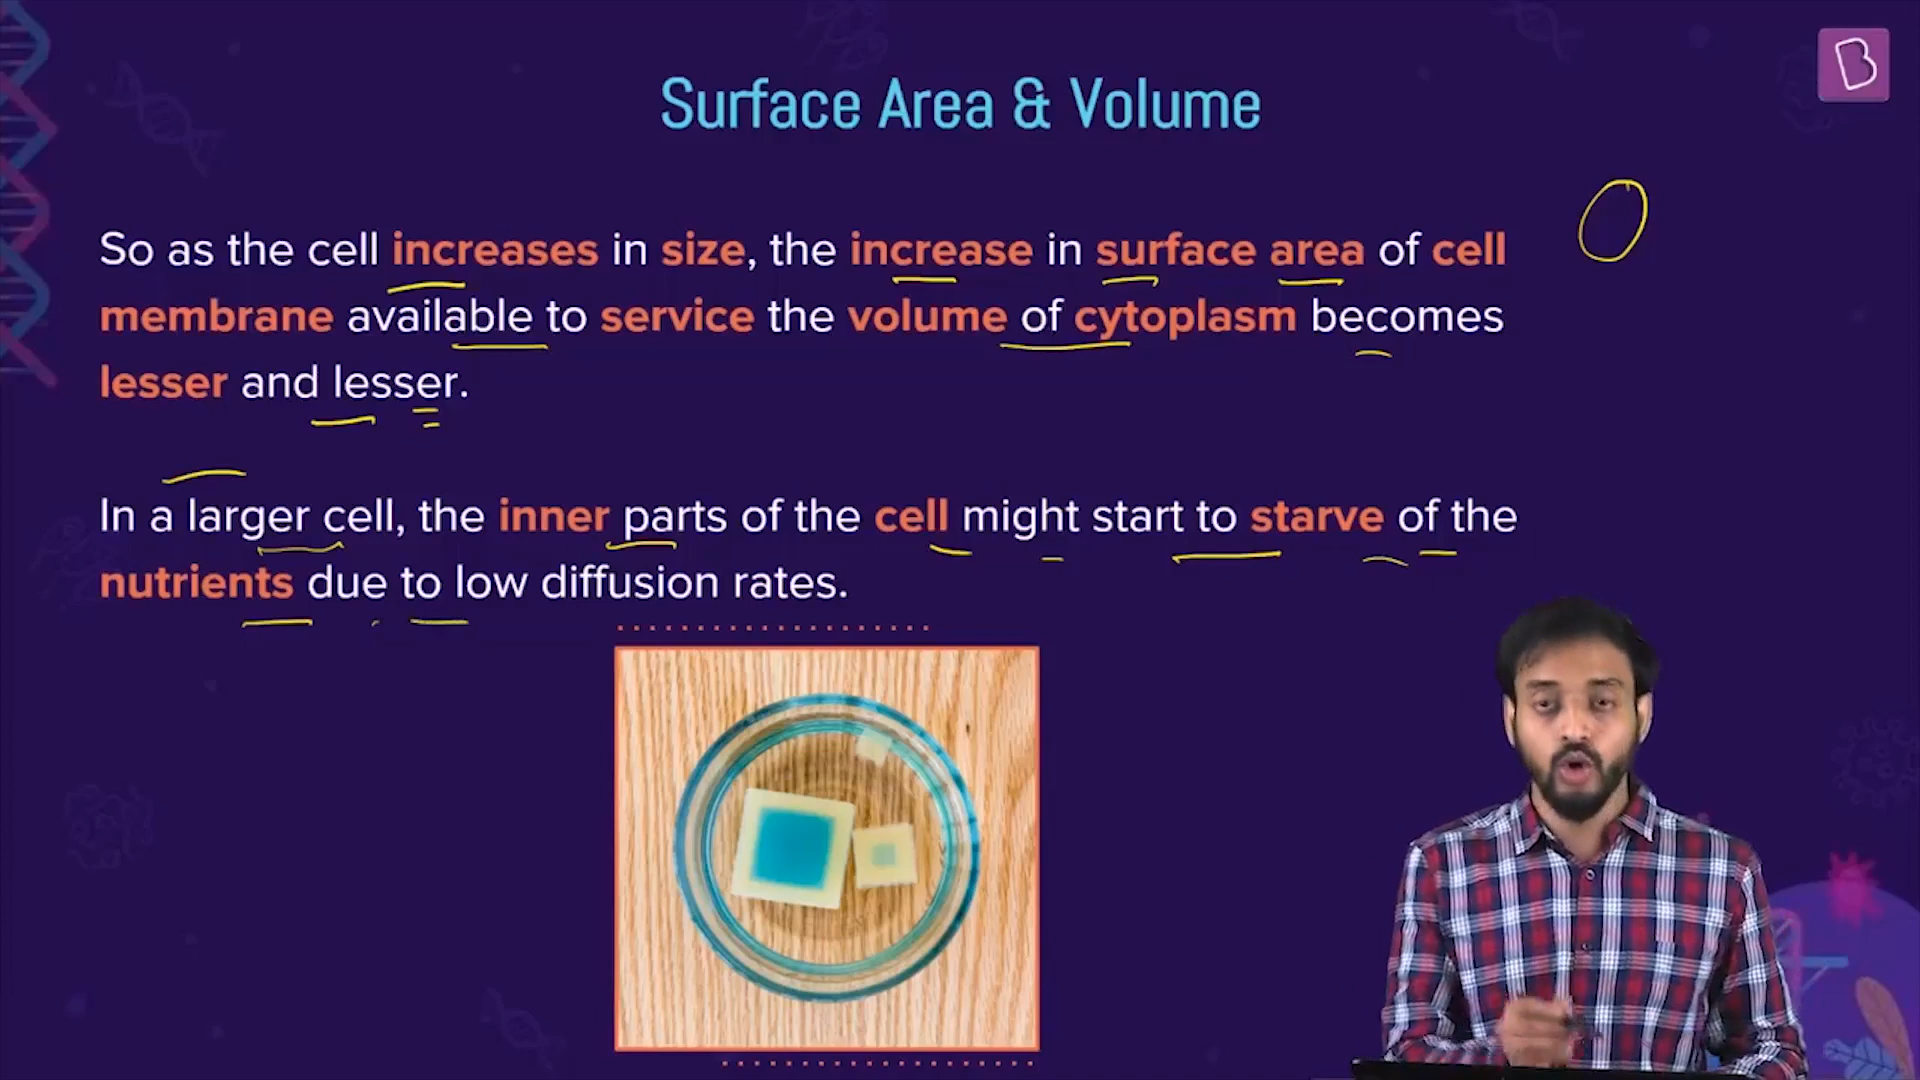 Surface Area & Volume
So as the cell increases in size, the increase in surface area of cell
membrane available to service the volume of cytoplasm becomes
lesser and lesser.
In a larger cell, the inner parts of the cell might start to starve of the
nutrients due to low diffusion rates.
B